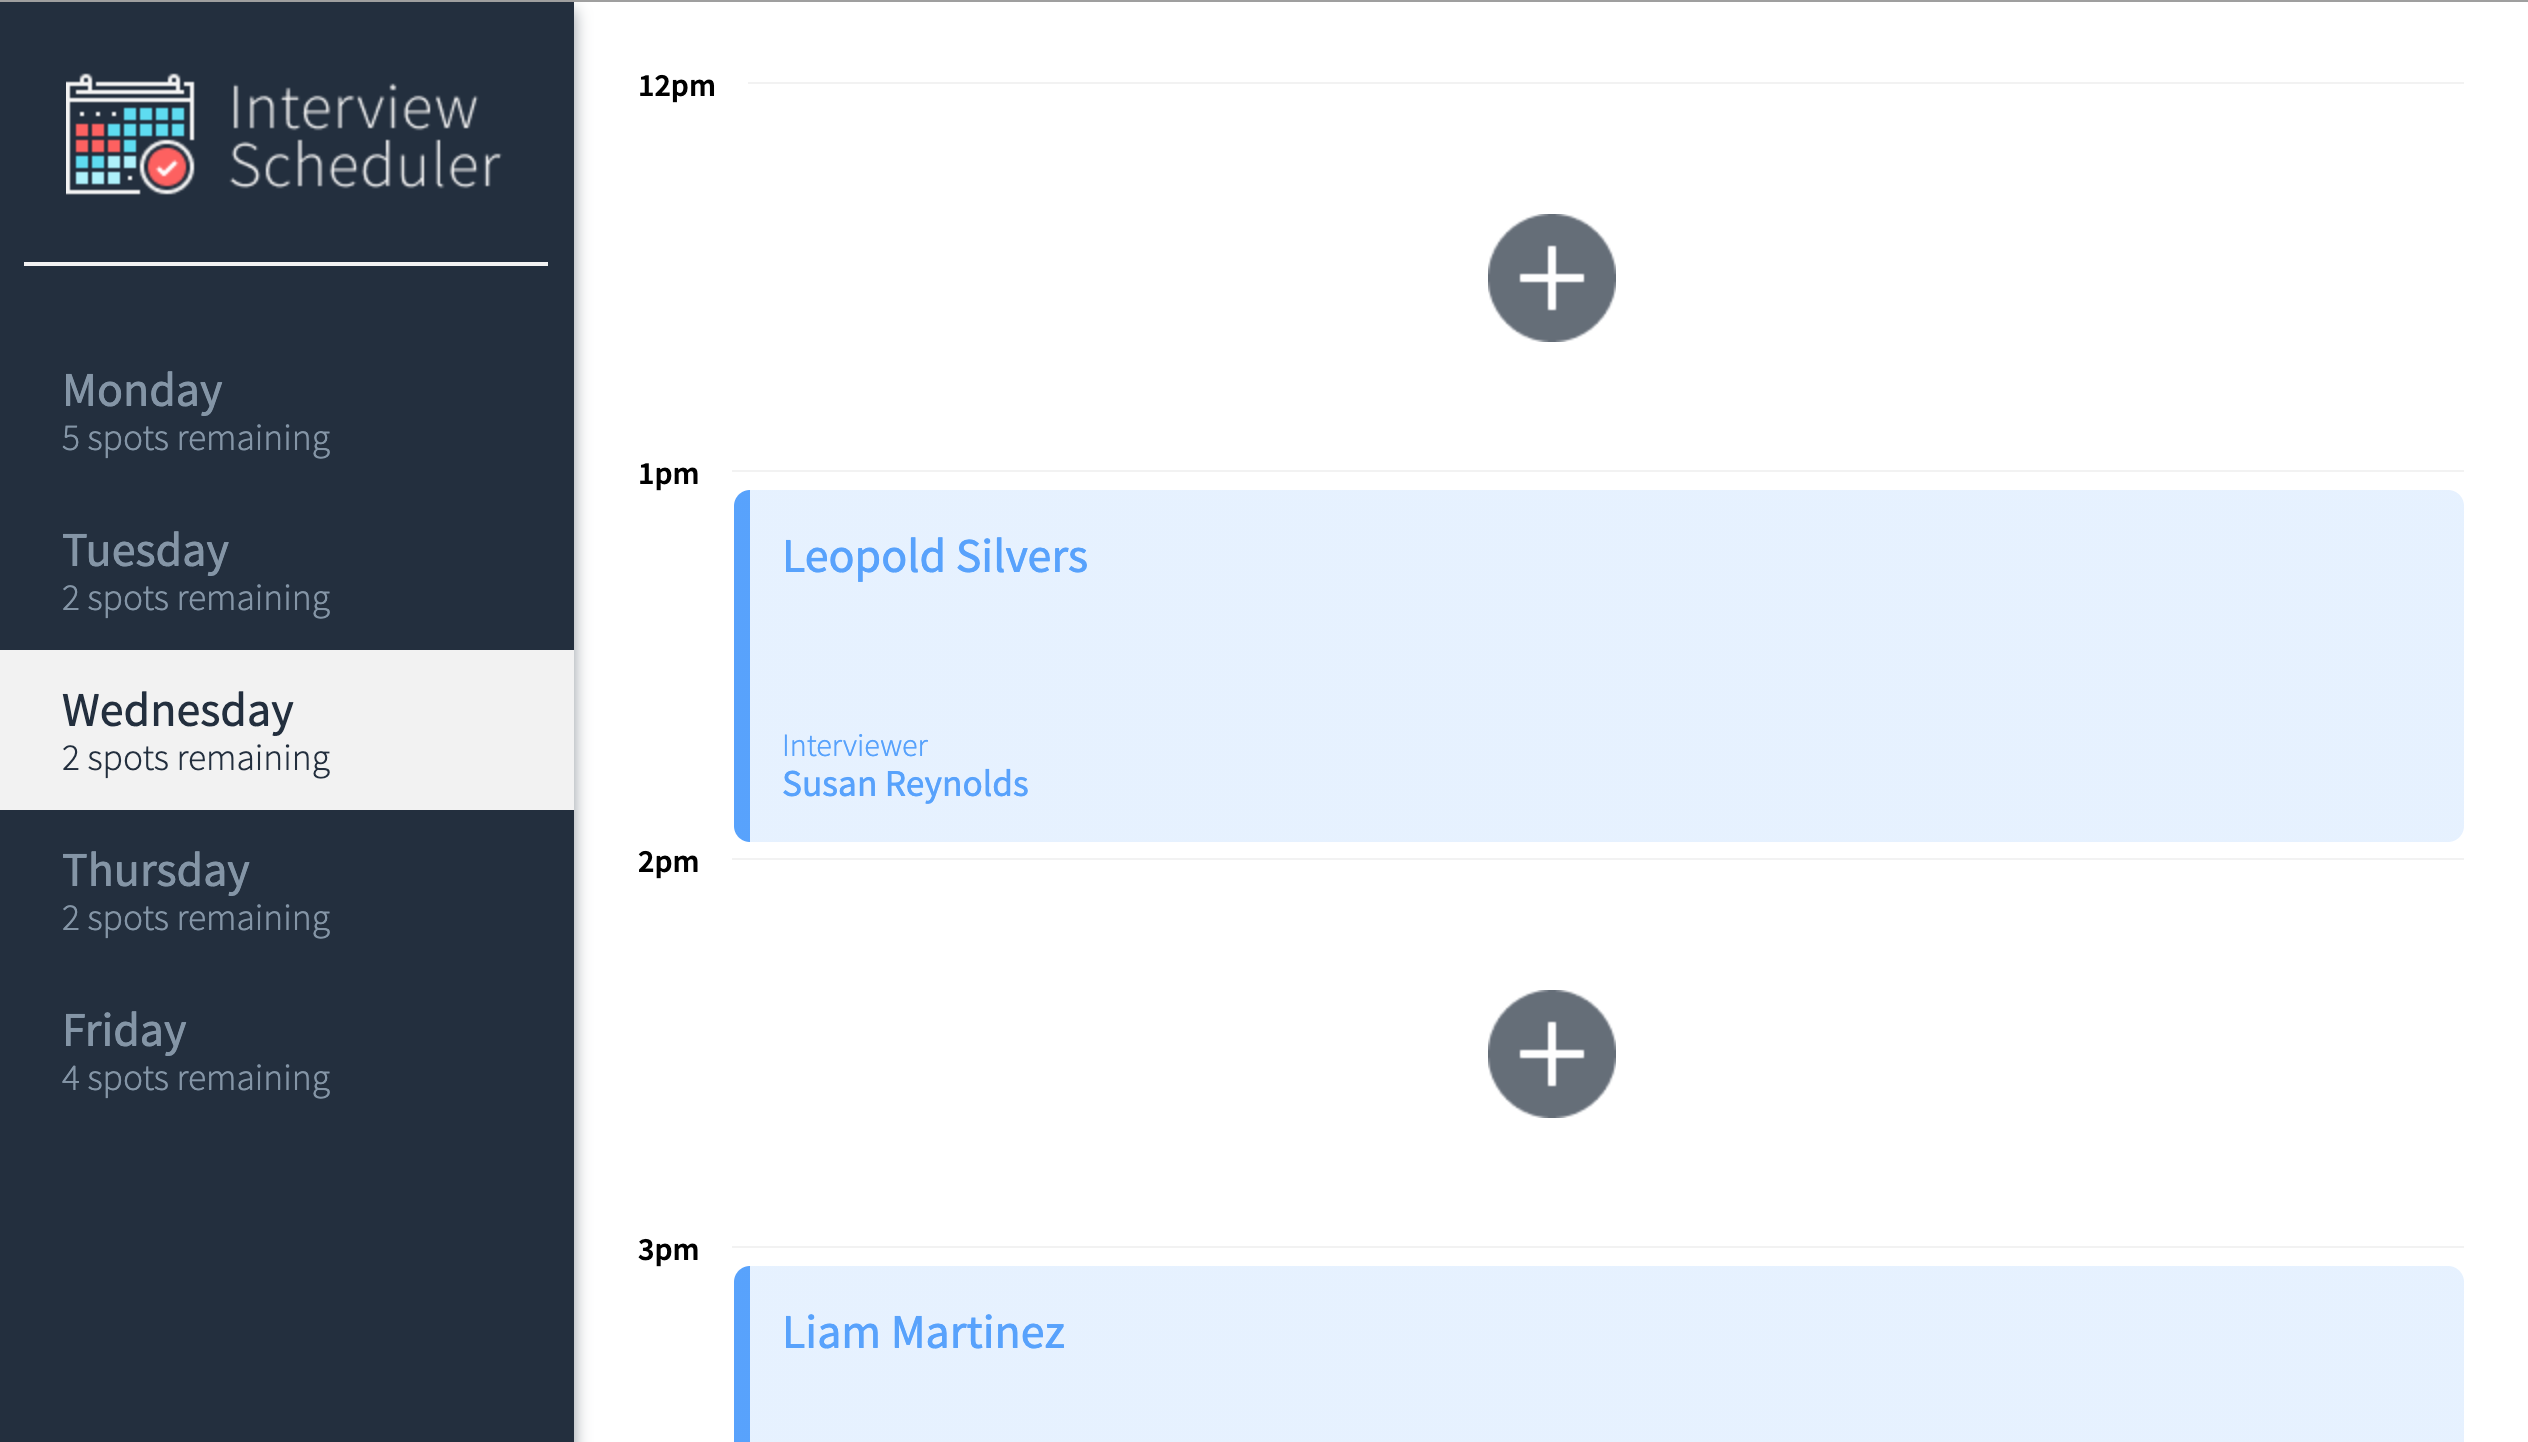 Interview
Scheduler
Monday
5 spots remaining
Tuesday
2 spots remaining
Wednesday
2 spots remaining
Thursday
2 spots remaining
Friday
4 spots remaining
12pm
1pm
Leopold Silvers
Interviewer
Susan Reynolds
2pm
3pm
Liam Martinez